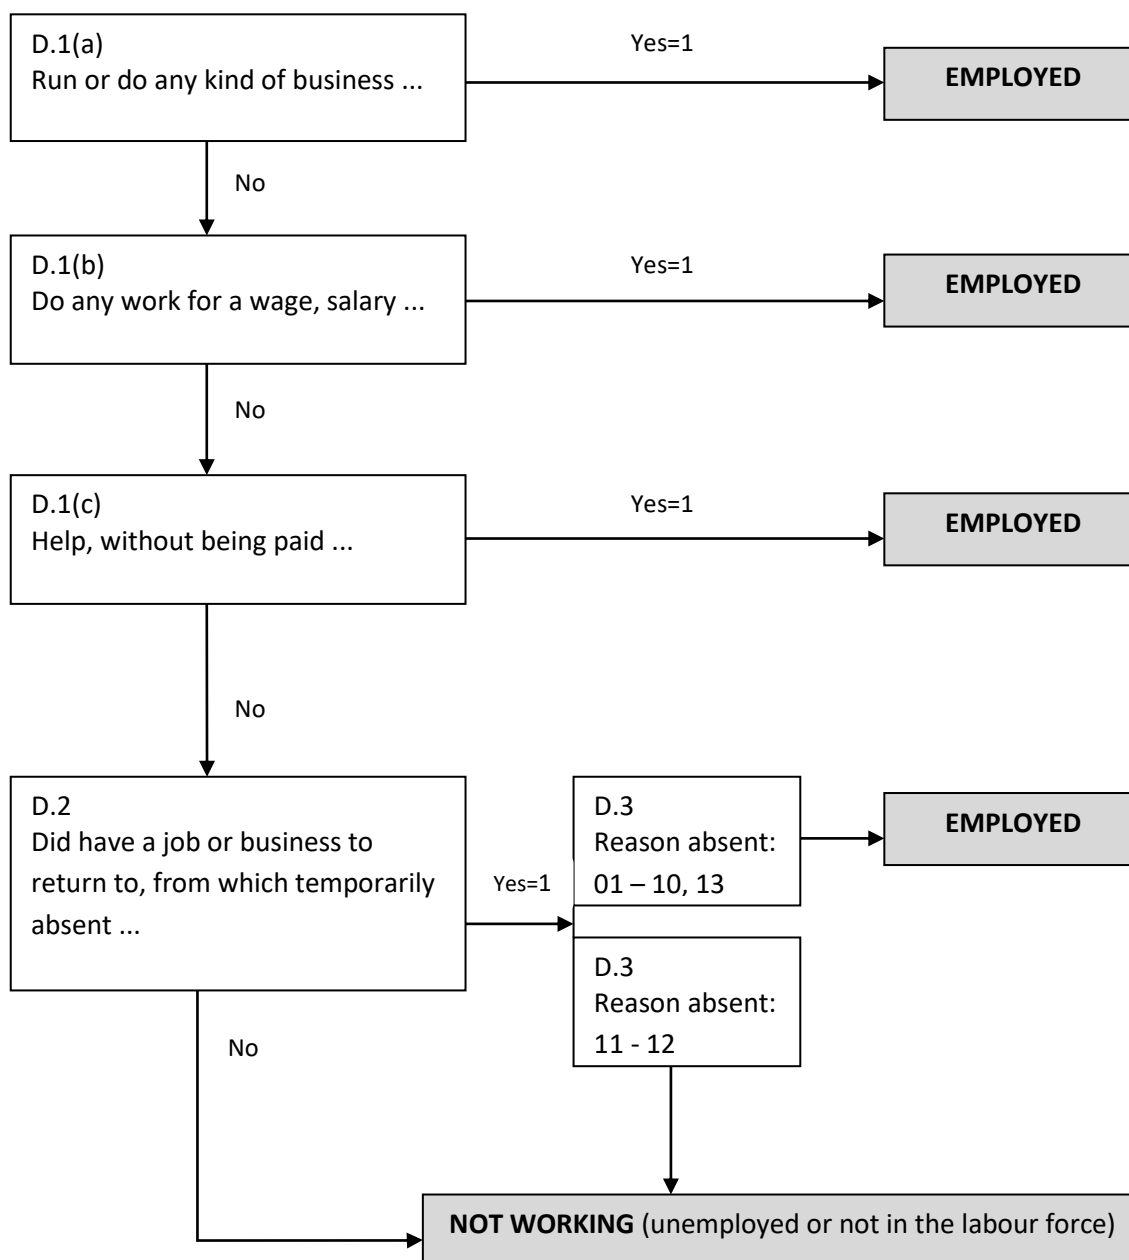 D.1(a)
Run or do any kind of business ...
Yes=1
EMPLOYED
No
D.1(b)
Do any work for a wage, salary ...
Yes=1
EMPLOYED
No
D.1(c)
Help, without being paid ...
Yes=1
EMPLOYED
No
D.2
Did have a job or business to
return to, from which temporarily
absent ...
Yes=1
D.3
Reason absent:
01 – 10, 13
EMPLOYED
D.3
Reason absent:
11 - 12
No
NOT WORKING (unemployed or not in the labour force)